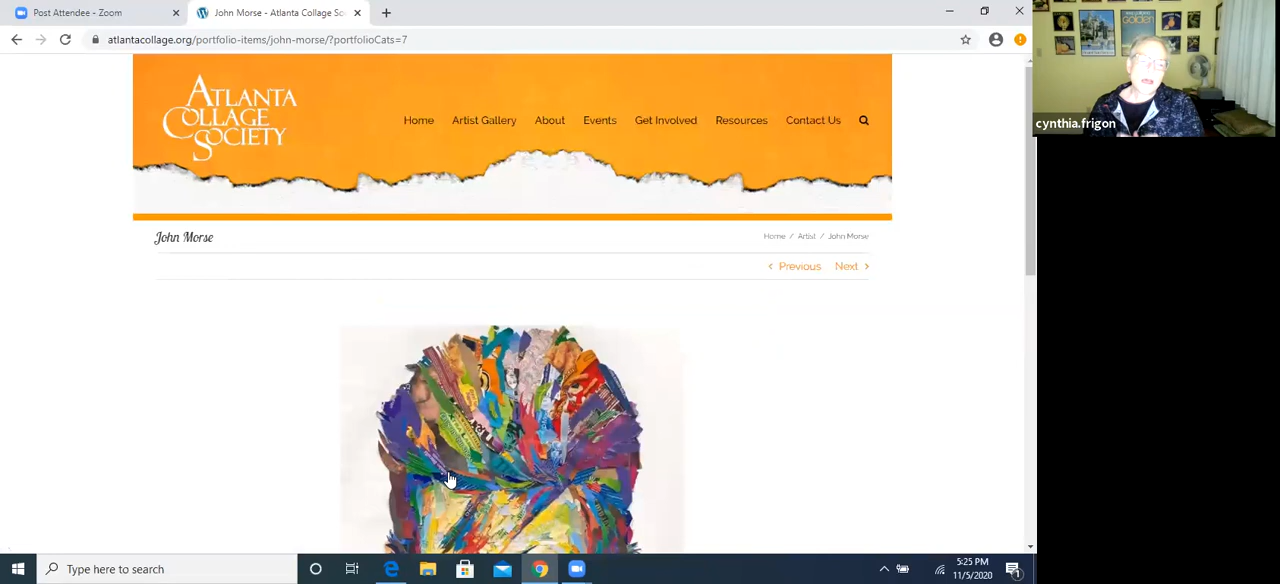 Post Attendee - Zoom
John Morse - Atlanta Collage So
atlantacollage.org/portfolio-items/john-morse/?portfolioCats=7
GOLDEN
cynthia.frigon
ATLANTA
COLLAGE
SOCIETY
Home Artist Gallery About Events Get Involved Resources Contact Us
John Morse
Home / Artist / John Morse
Previous Next
Type here to search
5:25 PM
11/5/2020
1